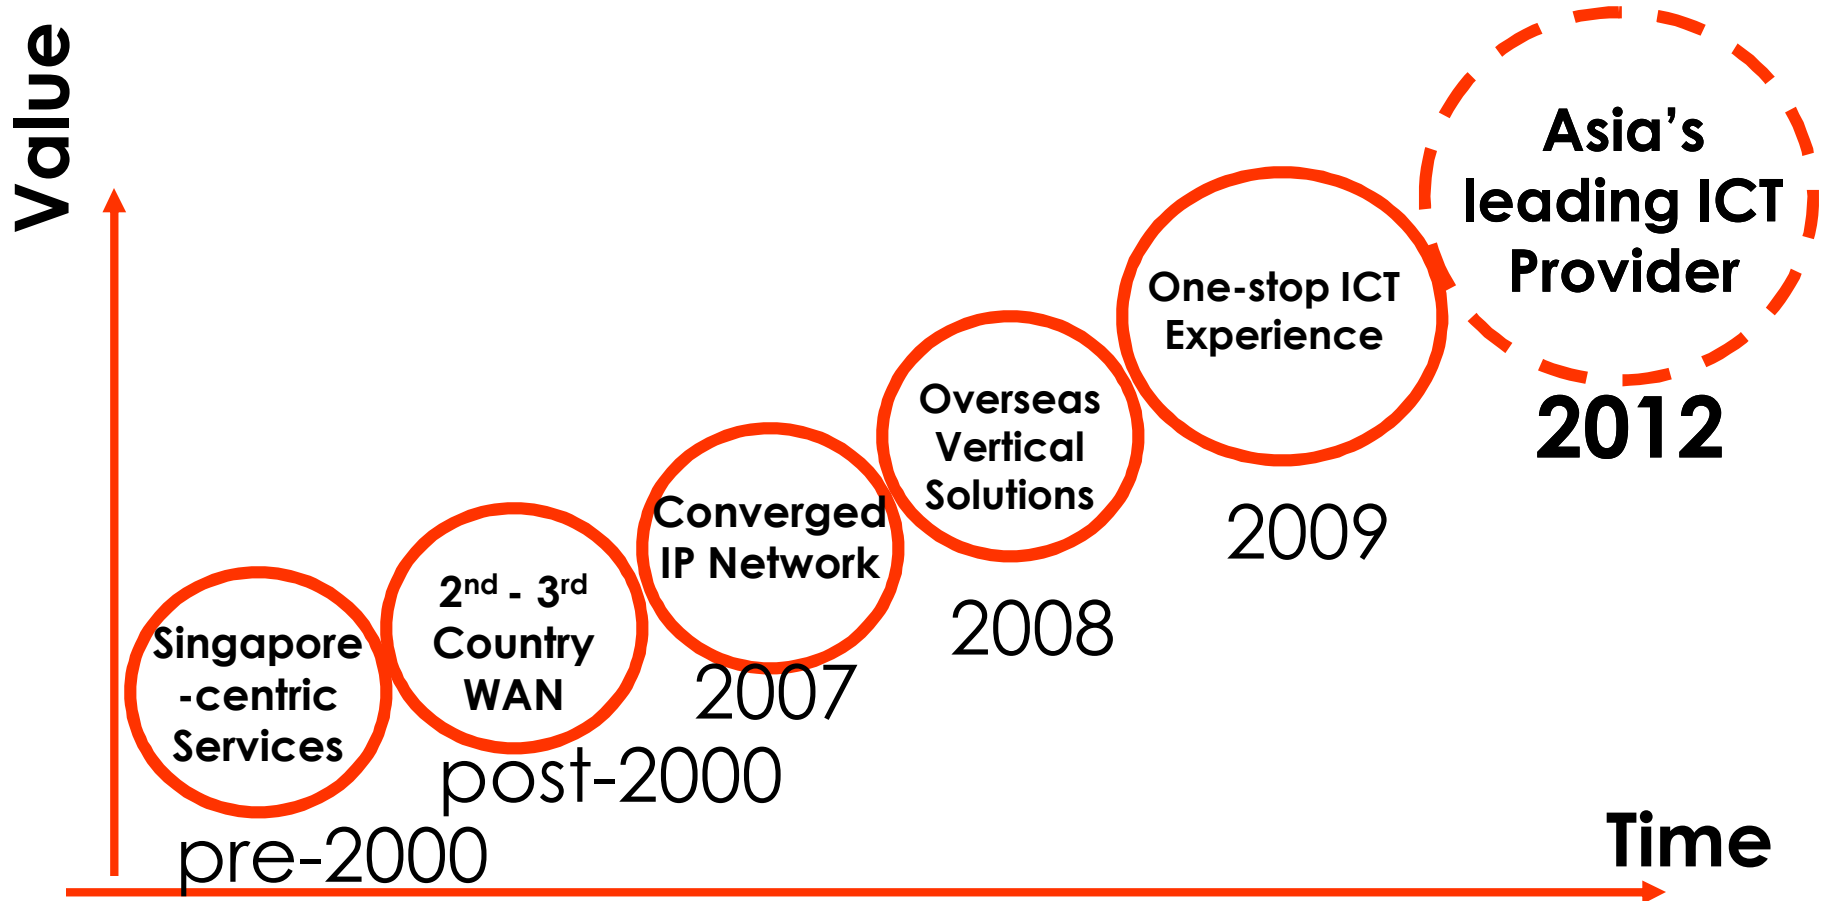 Value
Asia’s
leading ICT
Provider
2012
One-stop ICT
Experience
2009
Overseas
Vertical
Solutions
2008
Converged
IP Network
2007
2nd - 3rd
Country
WAN
post-2000
Singapore
-centric
Services
pre-2000
Time